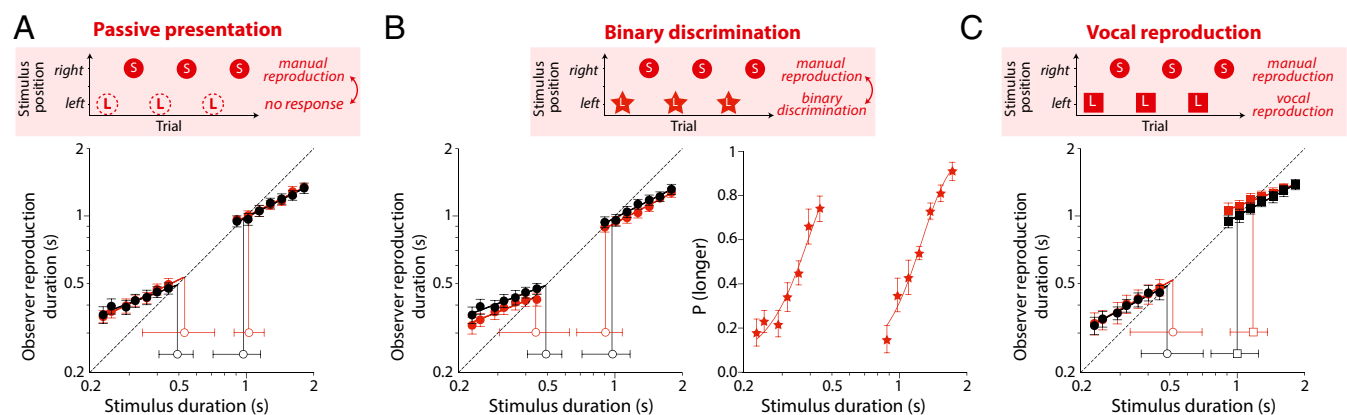 A
Passive presentation
Stimulus
position
right
left
S S S
L L L
manual
reproduction
no response
Trial
Observer reproduction
duration (s)
2
1
0.5
0.2
0.2 0.5 1 2
Stimulus duration (s)
B
Binary discrimination
Stimulus
position
right
left
S S S
L L L
manual
reproduction
binary
discrimination
Trial
Observer reproduction
duration (s)
2
1
0.5
0.2
0.2 0.5 1 2
Stimulus duration (s)
P (longer)
1
0.8
0.6
0.4
0.2
0.0
0.2 0.5 1 2
Stimulus duration (s)
C
Vocal reproduction
Stimulus
position
right
left
S S S
L L L
manual
reproduction
vocal
reproduction
Trial
Observer reproduction
duration (s)
2
1
0.5
0.2
0.2 0.5 1 2
Stimulus duration (s)